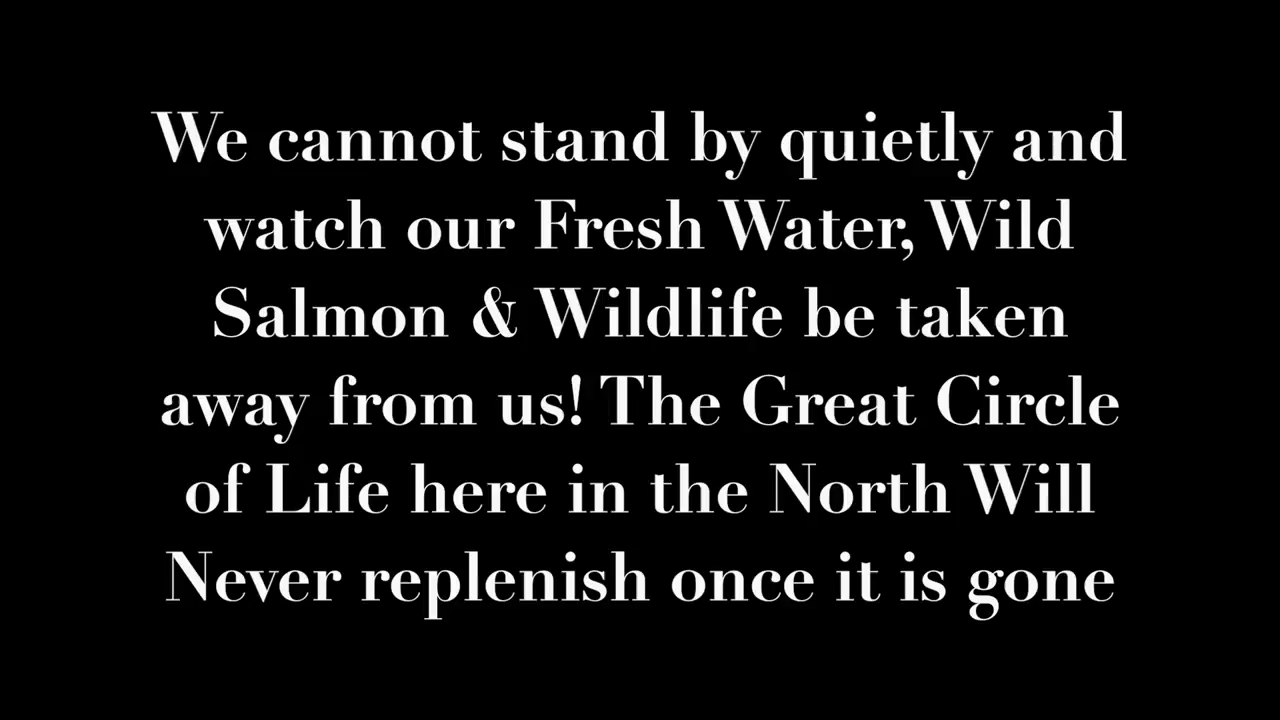 We cannot stand by quietly and
watch our Fresh Water, Wild
Salmon & Wildlife be taken
away from us! The Great Circle
of Life here in the North Will
Never replenish once it is gone